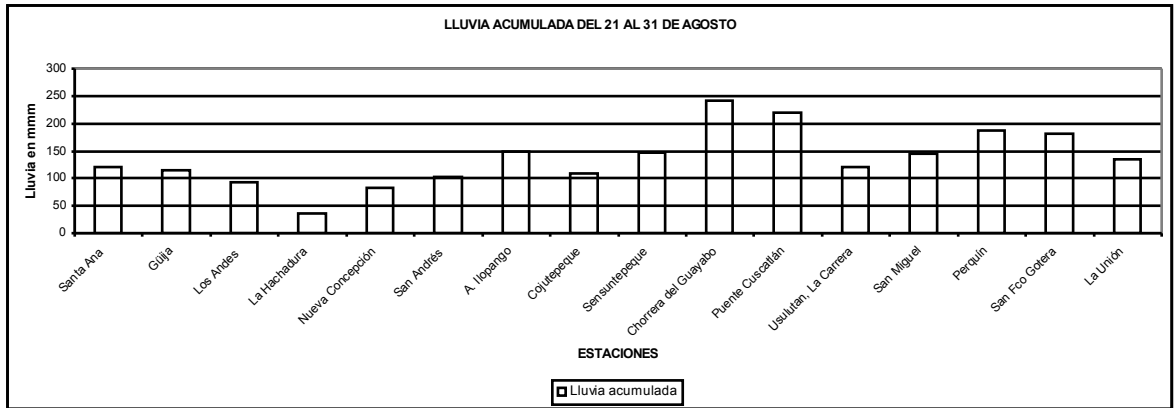 LLUVIA ACUMULADA DEL 21 AL 31 DE AGOSTO
300
250
200
150
100
50
0
Lluvia en mmm
Santa Ana
Güija
Los Andes
La Hachadura
Nueva Concepción
San Andrés
A. Ilopango
Cojutepeque
Sensuntepeque
Chorrera del Guayabo
Puente Cuscatlán
Usulutan, La Carrera
San Miguel
Perquín
San Fco Gotera
La Unión
ESTACIONES
Lluvia acumulada